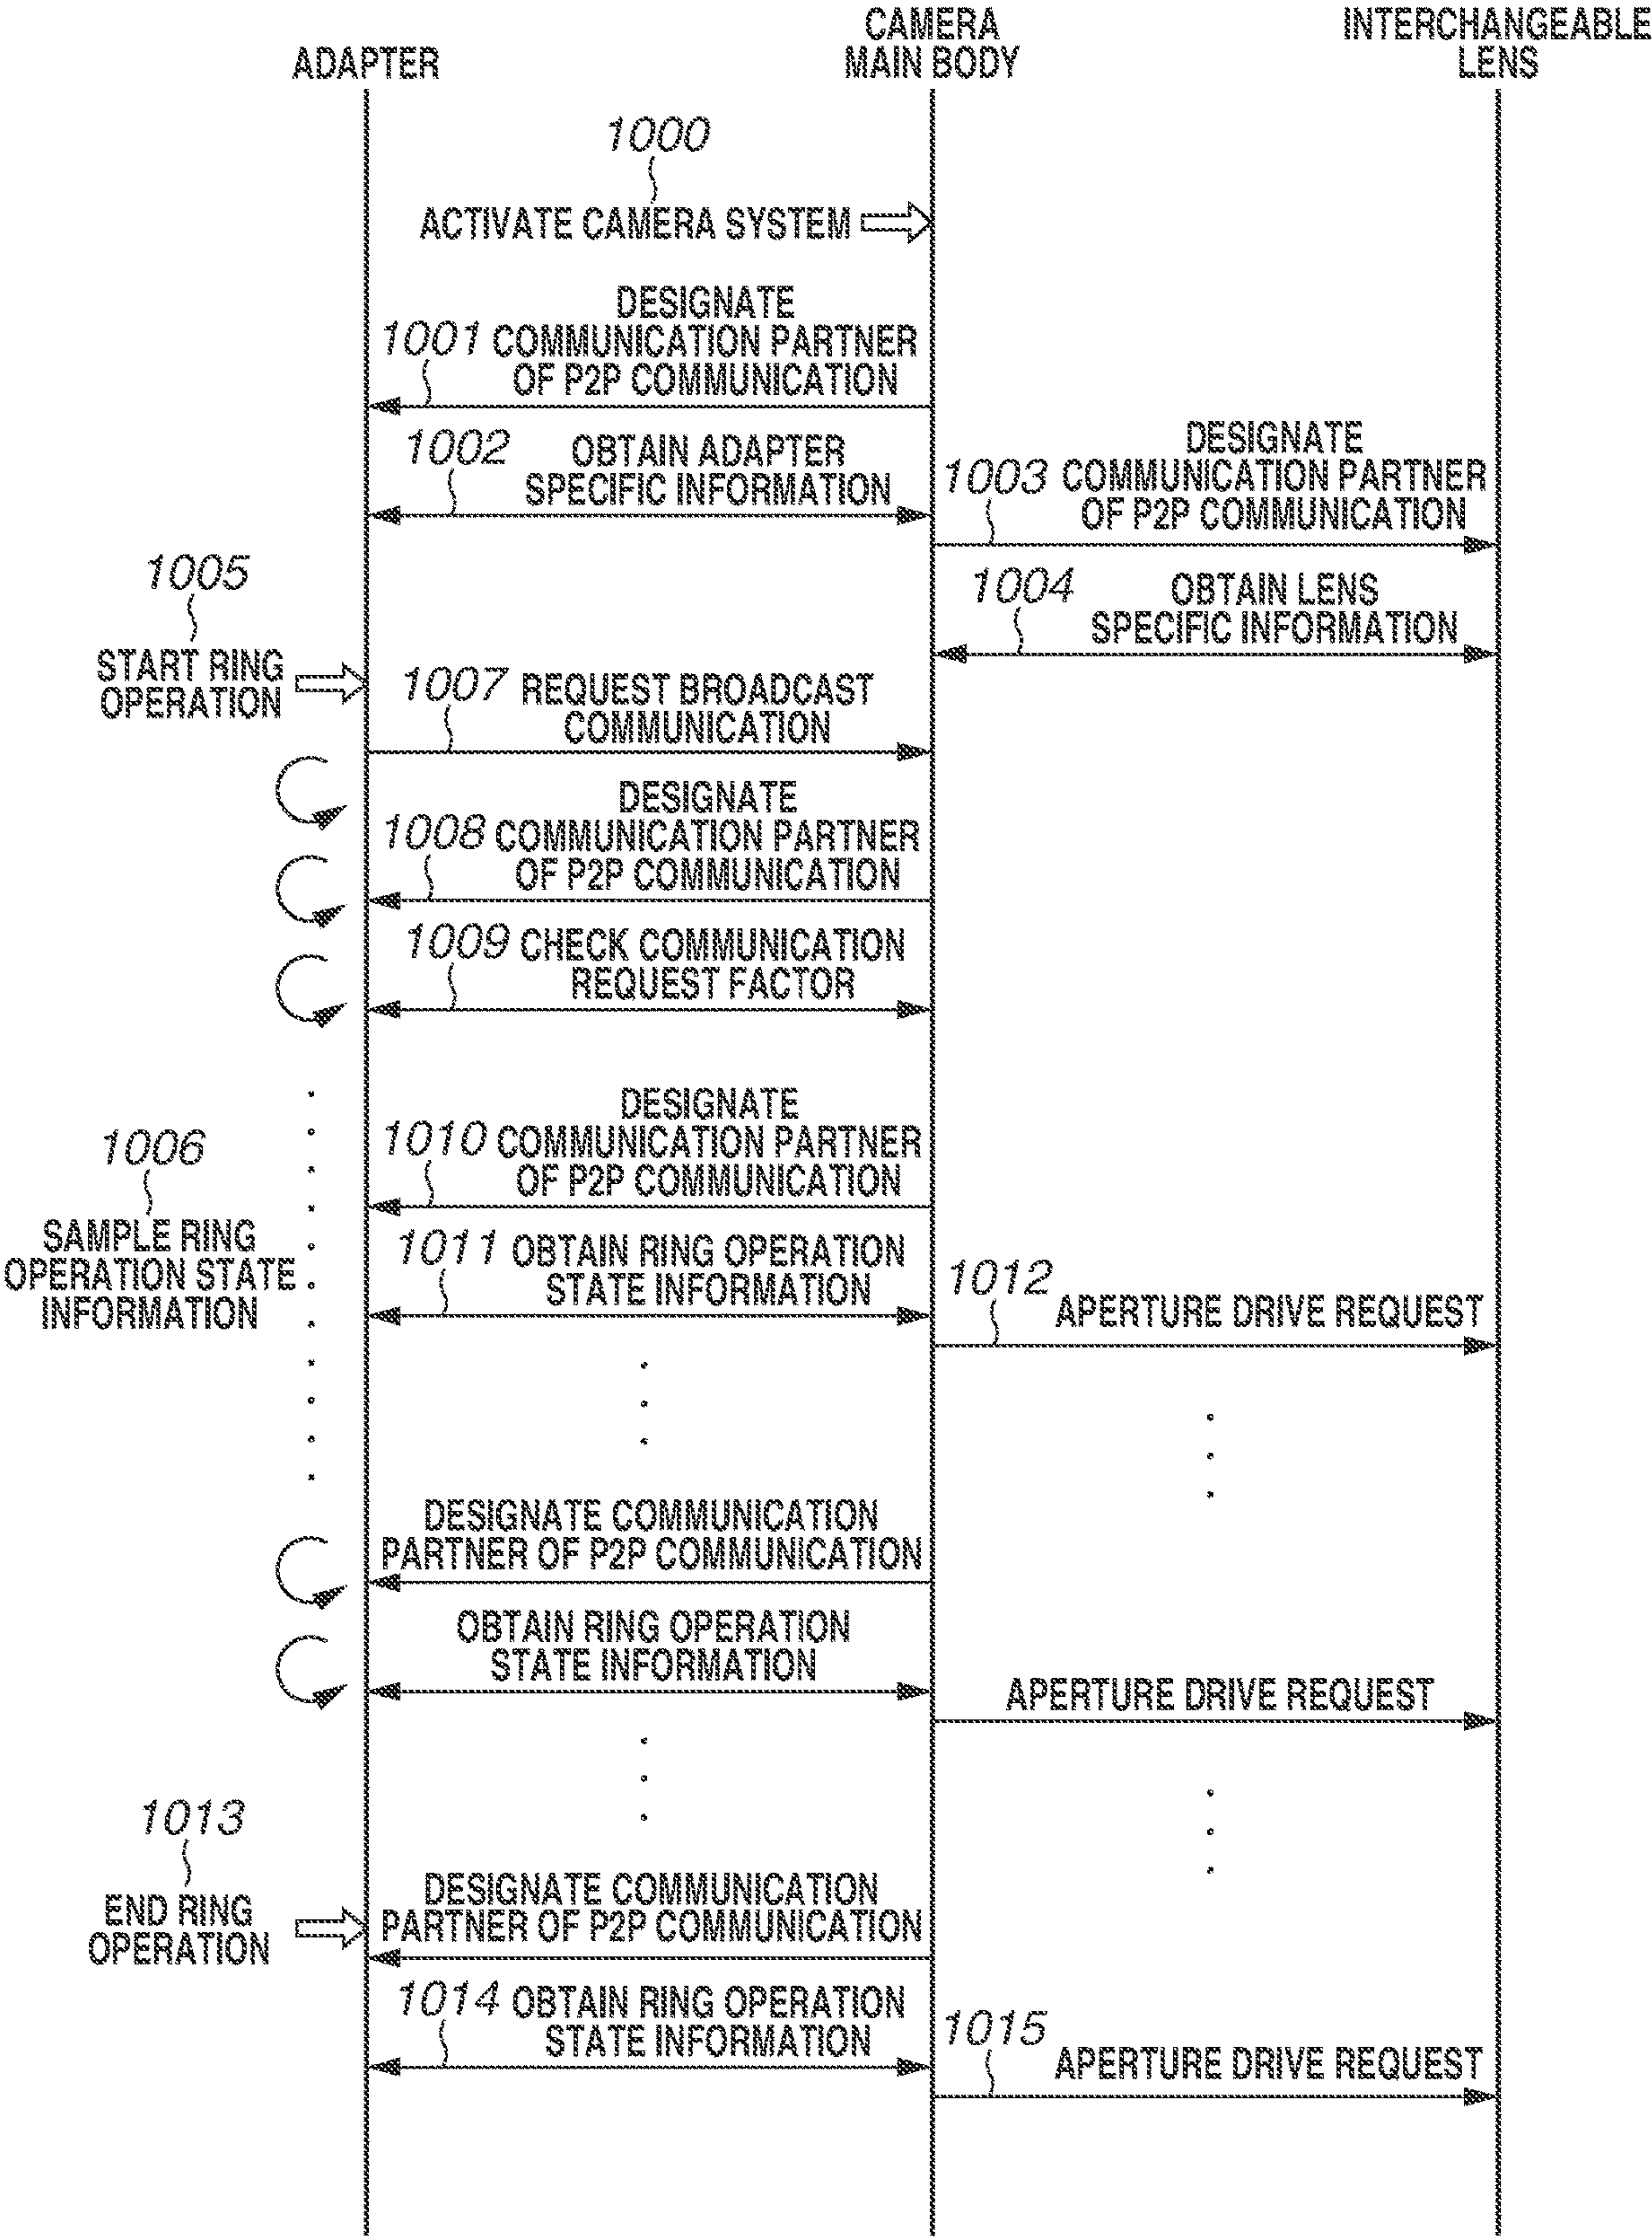 ADAPTER
CAMERA
MAIN BODY
INTERCHANGEABLE
LENS
1000
ACTIVATE CAMERA SYSTEM
1001
DESIGNATE
COMMUNICATION PARTNER
OF P2P COMMUNICATION
1002
OBTAIN ADAPTER
SPECIFIC INFORMATION
1003
DESIGNATE
COMMUNICATION PARTNER
OF P2P COMMUNICATION
1004
OBTAIN LENS
SPECIFIC INFORMATION
1005
START RING
OPERATION
1007
REQUEST BROADCAST
COMMUNICATION
1008
DESIGNATE
COMMUNICATION PARTNER
OF P2P COMMUNICATION
1009
CHECK COMMUNICATION
REQUEST FACTOR
1006
SAMPLE RING
OPERATION STATE
INFORMATION
1010
DESIGNATE
COMMUNICATION PARTNER
OF P2P COMMUNICATION
1011
OBTAIN RING OPERATION
STATE INFORMATION
1012
APERTURE DRIVE REQUEST
DESIGNATE COMMUNICATION
PARTNER OF P2P COMMUNICATION
OBTAIN RING OPERATION
STATE INFORMATION
APERTURE DRIVE REQUEST
1013
END RING
OPERATION
DESIGNATE COMMUNICATION
PARTNER OF P2P COMMUNICATION
1014
OBTAIN RING OPERATION
STATE INFORMATION
1015
APERTURE DRIVE REQUEST